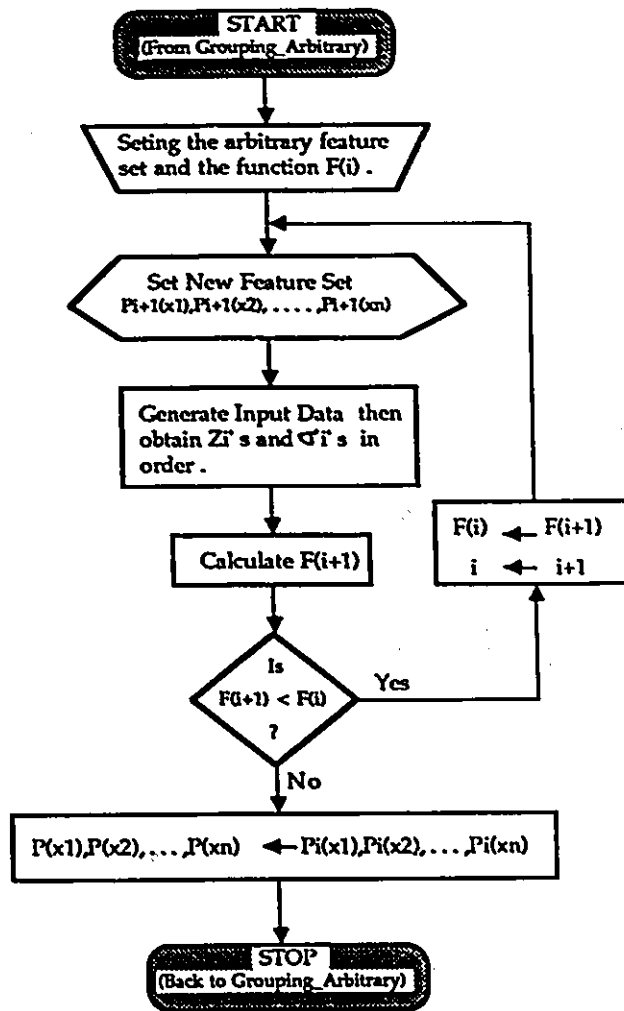 START
(From Grouping_Arbitrary)
Seting the arbitrary feature
set and the function F(i) .
Set New Feature Set
Pi+1(x1),Pi+1(x2),.....,Pi+1(xn)
Generate Input Data then
obtain Zi's and σi's in
order .
Calculate F(i+1)
F(i) ← F(i+1)
i ← i+1
Is
F(i+1) < F(i)
?
Yes
No
P(x1),P(x2),...,P(xn) ← Pi(x1),Pi(x2),....,Pi(xn)
STOP
(Back to Grouping_Arbitrary)